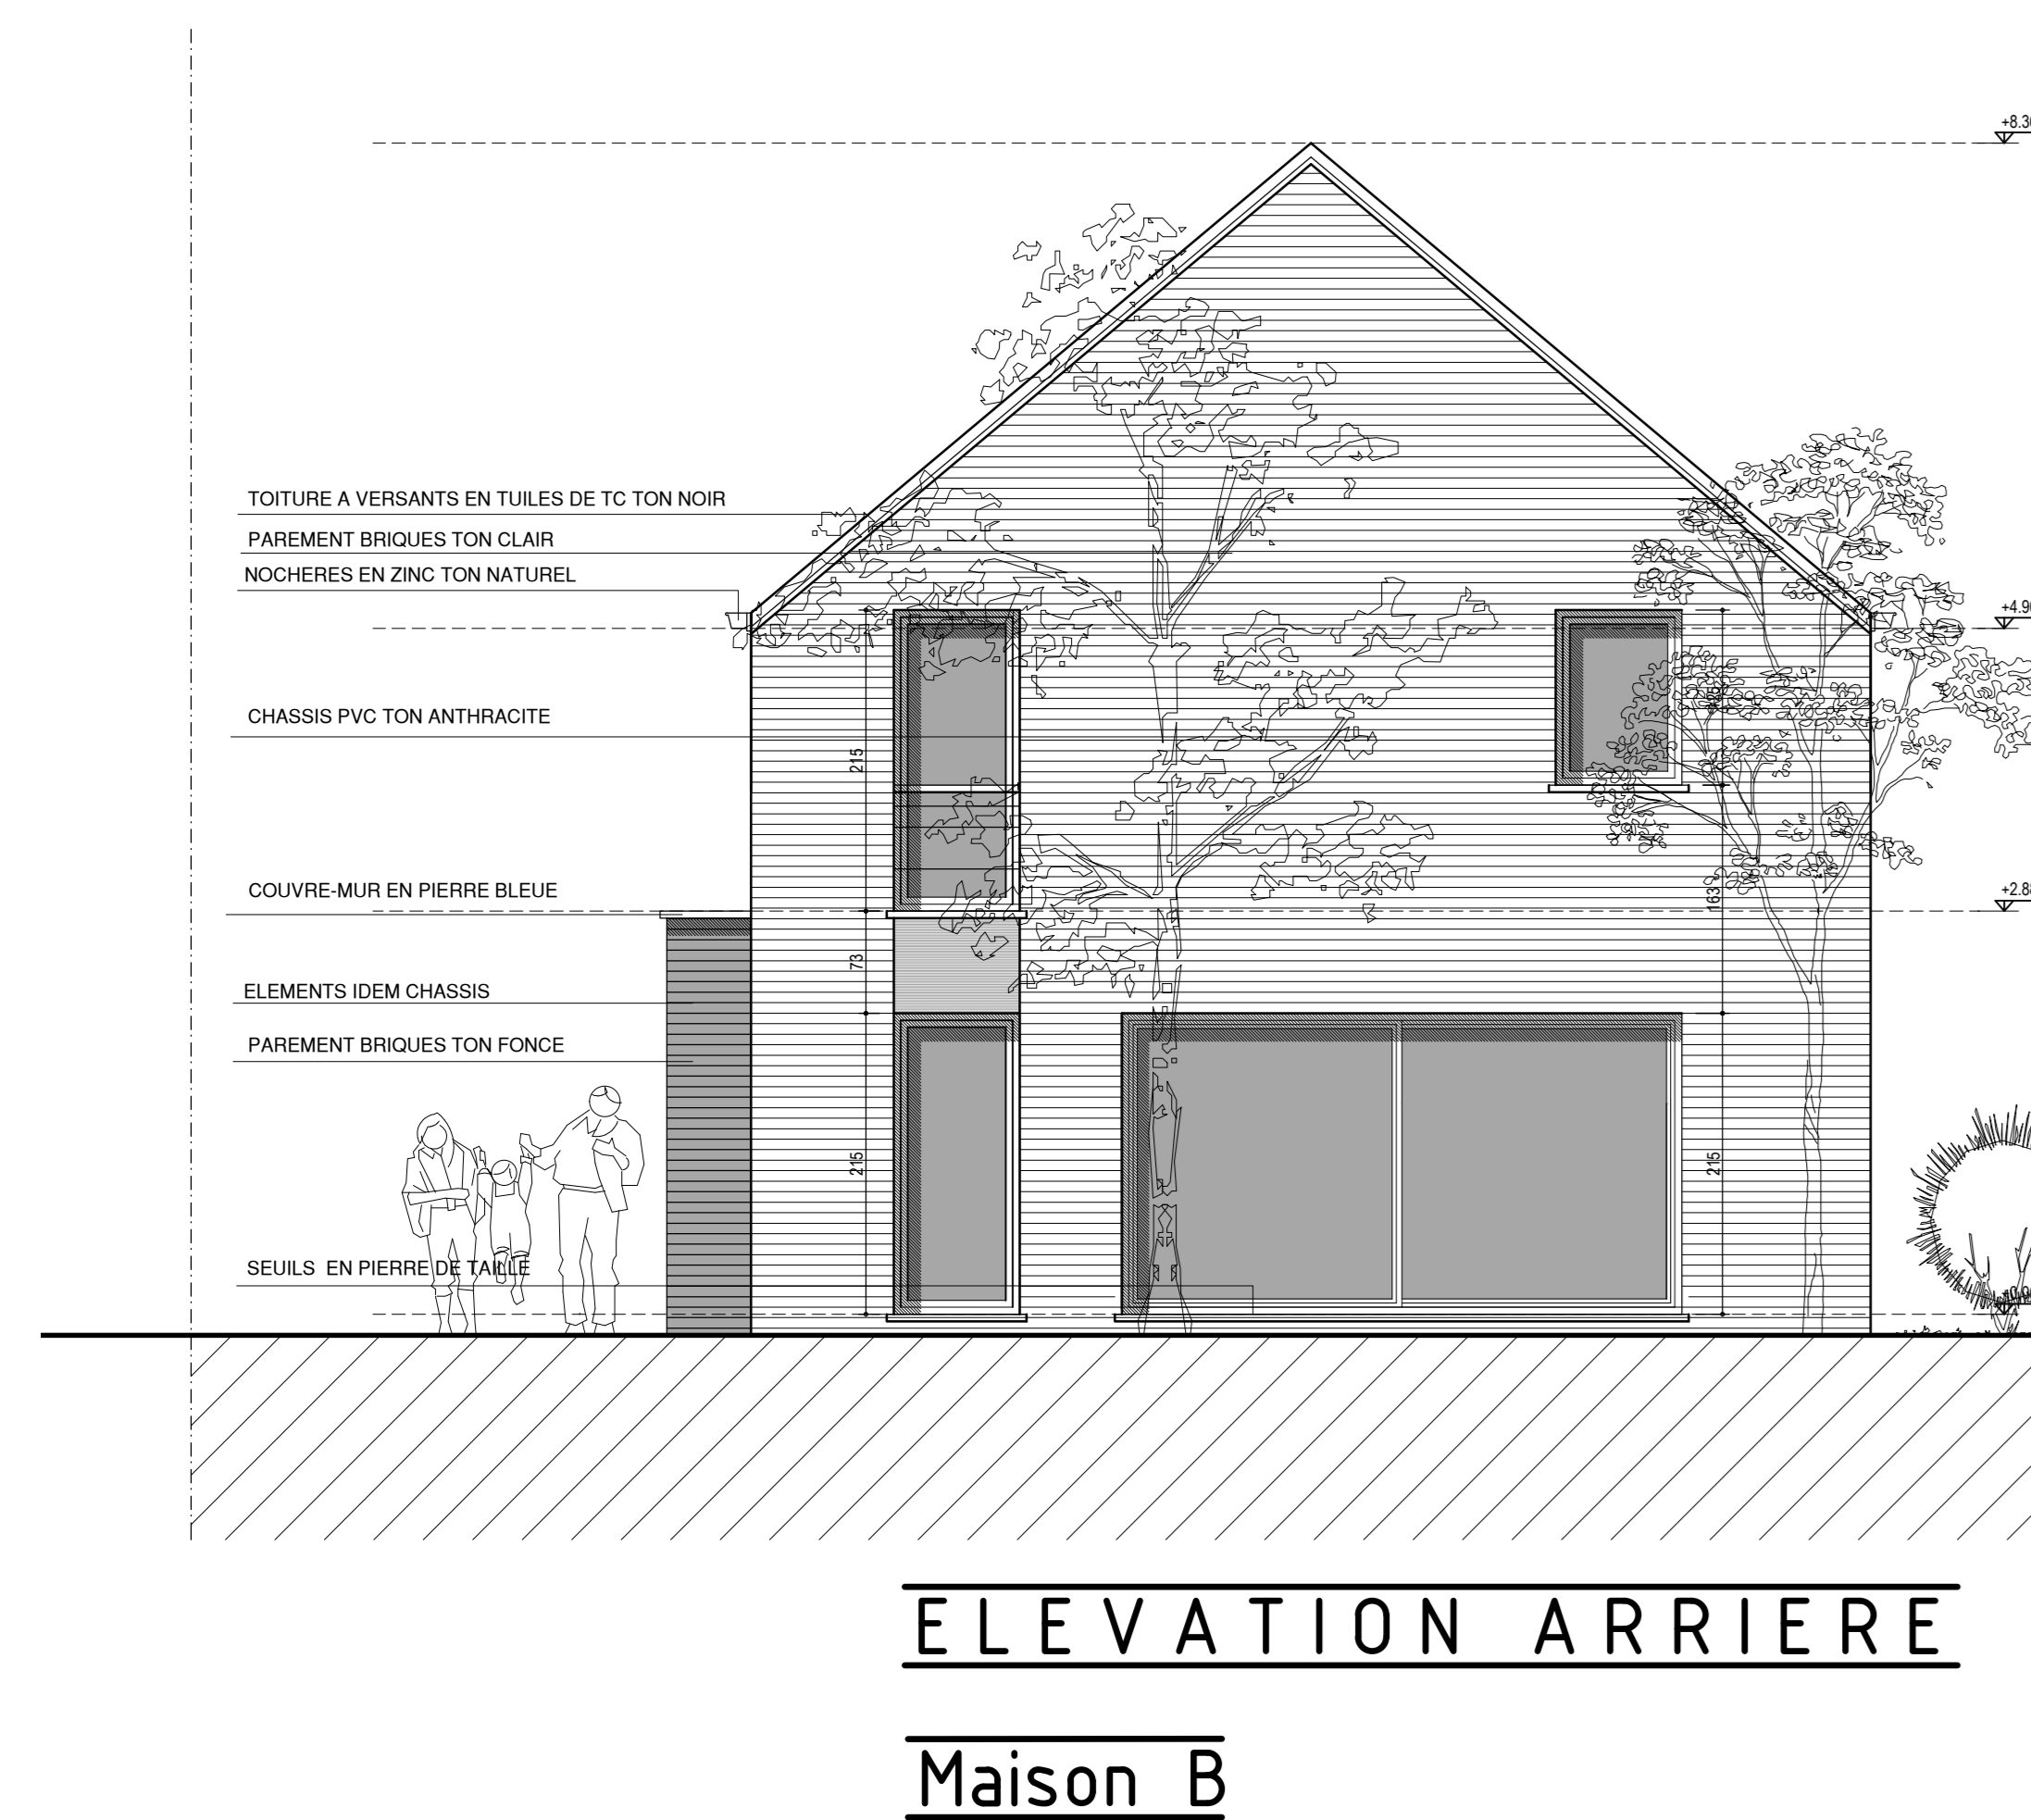 +8.36
TOITURE A VERSANTS EN TUILES DE TC TON NOIR
PAREMENT BRIQUES TON CLAIR
NOCHERES EN ZINC TON NATUREL
+4.90
CHASSIS PVC TON ANTHRACITE
215
COUVRE-MUR EN PIERRE BLEUE
163
+2.88
73
ELEMENTS IDEM CHASSIS
PAREMENT BRIQUES TON FONCE
215
215
SEUILS EN PIERRE DE TAILLE
ELEVATION ARRIERE
Maison B